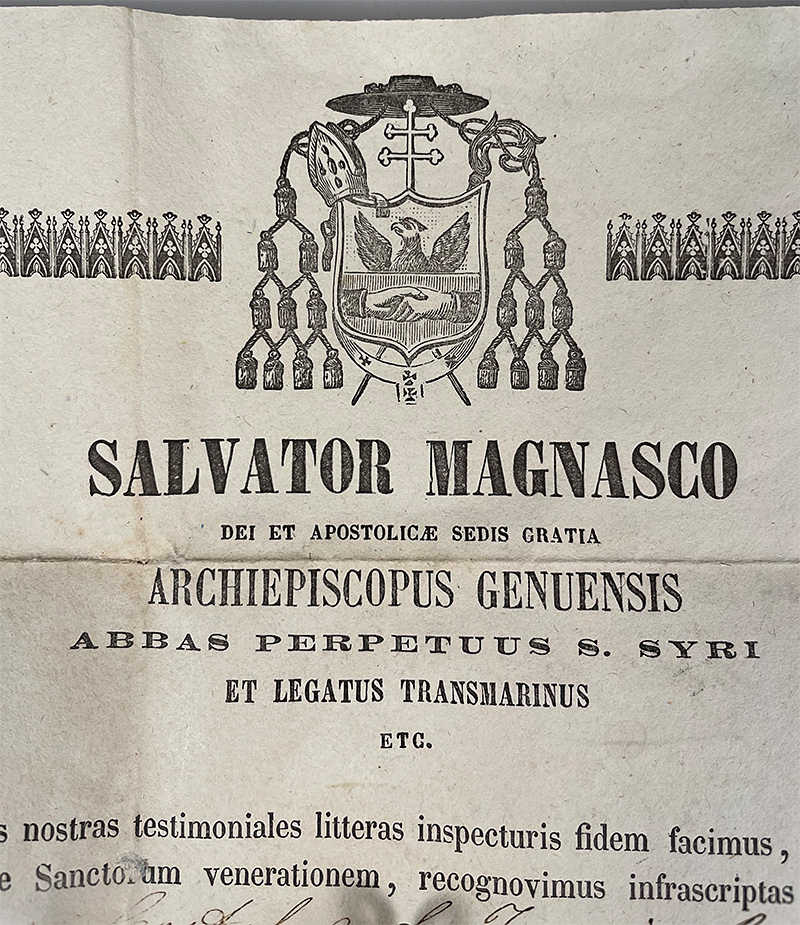 SALVATOR MAGNASCO
DEI ET APOSTOLICÆ SEDIS GRATIA
ARCHIEPISCOPUS GENUENSIS
ABBAS PERPETUUS S. SYRI
ET LEGATUS TRANSMARINUS
ETC.
s nostras testimoniales litteras inspecturis fidem facimus,
e Sanctorum venerationem, recognovimus infrascriptas